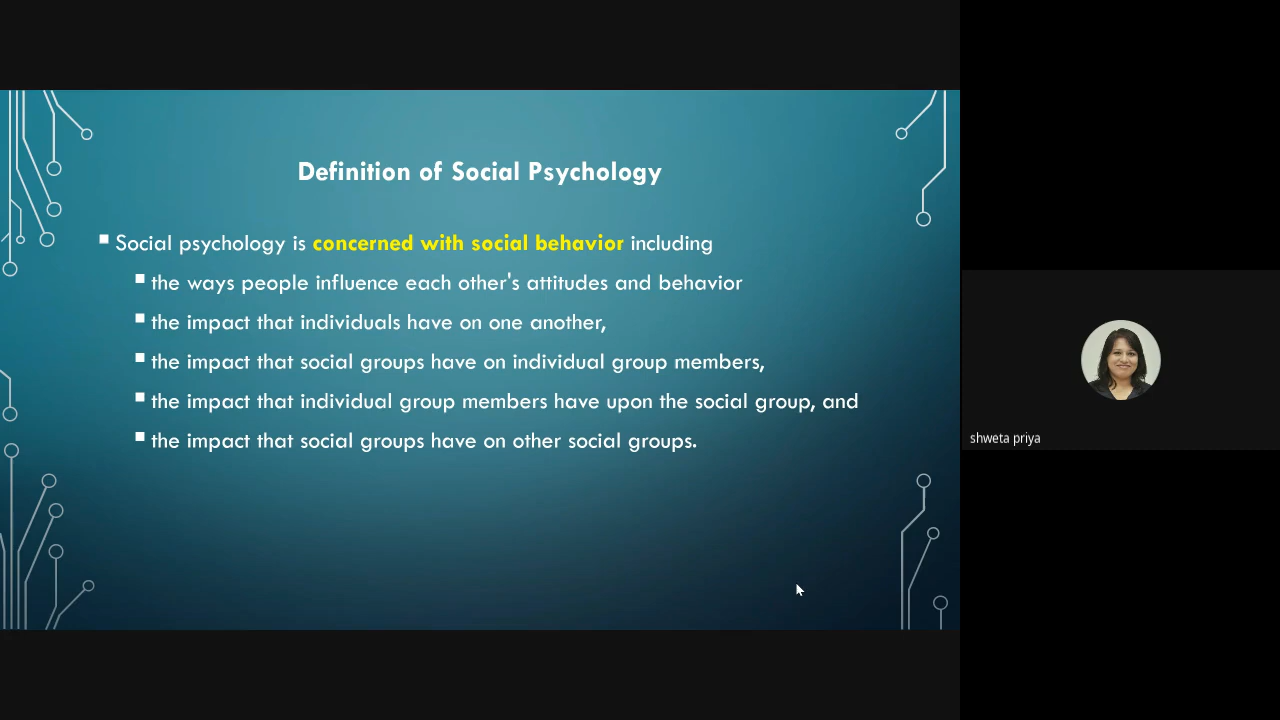 Definition of Social Psychology
Social psychology is concerned with social behavior including
the ways people influence each other's attitudes and behavior
the impact that individuals have on one another,
the impact that social groups have on individual group members,
the impact that individual group members have upon the social group, and
the impact that social groups have on other social groups.
shweta priya